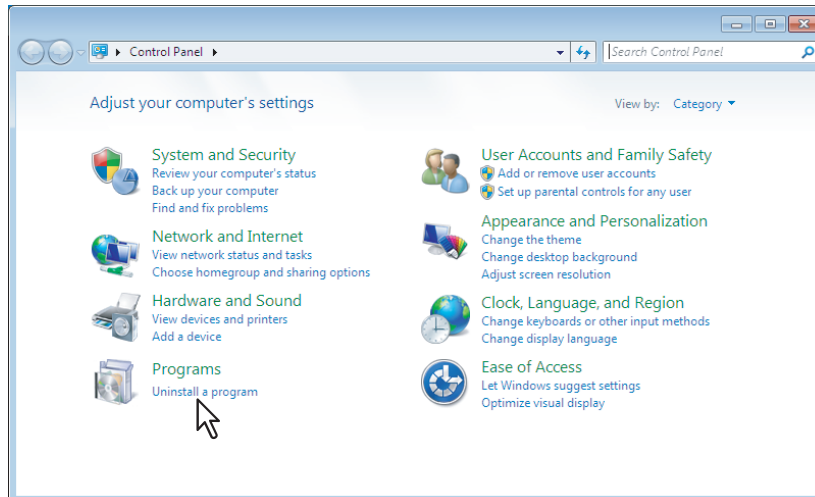 Control Panel
Search Control Panel
Adjust your computer's settings
View by: Category
System and Security
Review your computer's status
Back up your computer
Find and fix problems
Network and Internet
View network status and tasks
Choose homegroup and sharing options
Hardware and Sound
View devices and printers
Add a device
Programs
Uninstall a program
User Accounts and Family Safety
Add or remove user accounts
Set up parental controls for any user
Appearance and Personalization
Change the theme
Change desktop background
Adjust screen resolution
Clock, Language, and Region
Change keyboards or other input methods
Change display language
Ease of Access
Let Windows suggest settings
Optimize visual display